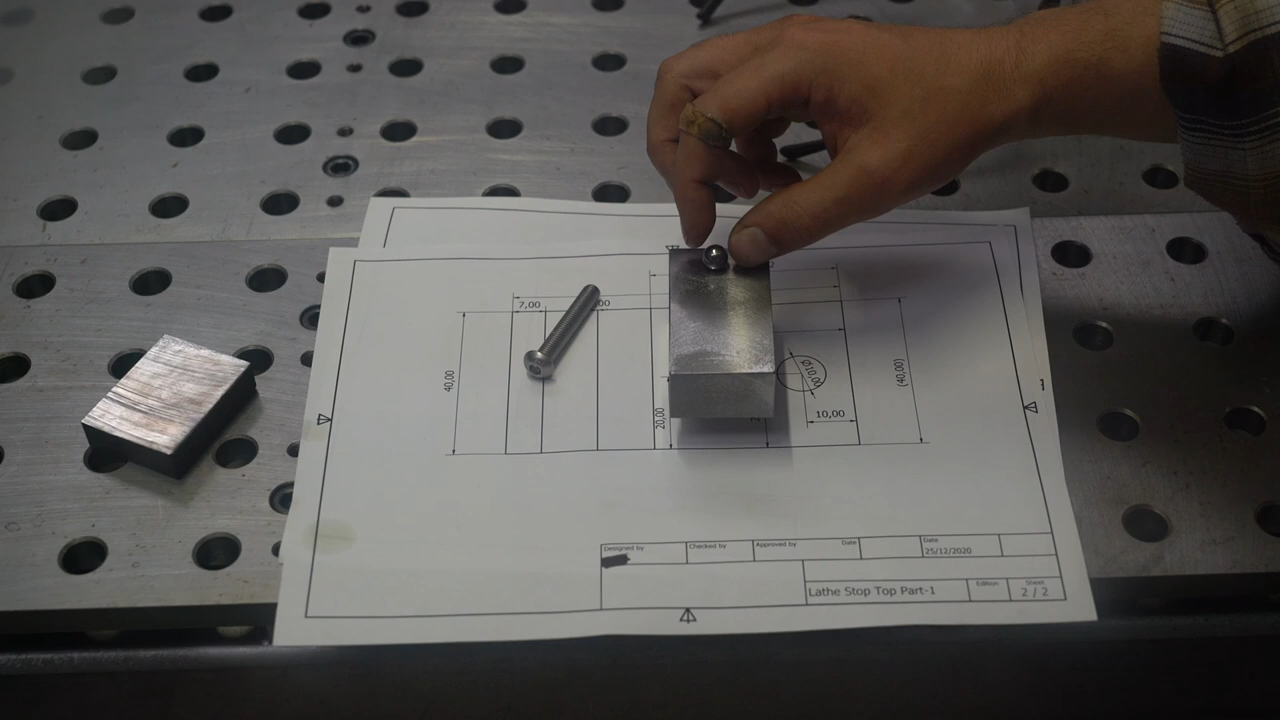 7,00
,00
40,00
20,00
Ø10,00
10,00
(40,00)
Designed by
Checked by
Approved by
Date
Date
25/12/2020
Lathe Stop Top Part-1
Edition
Sheet
2 / 2